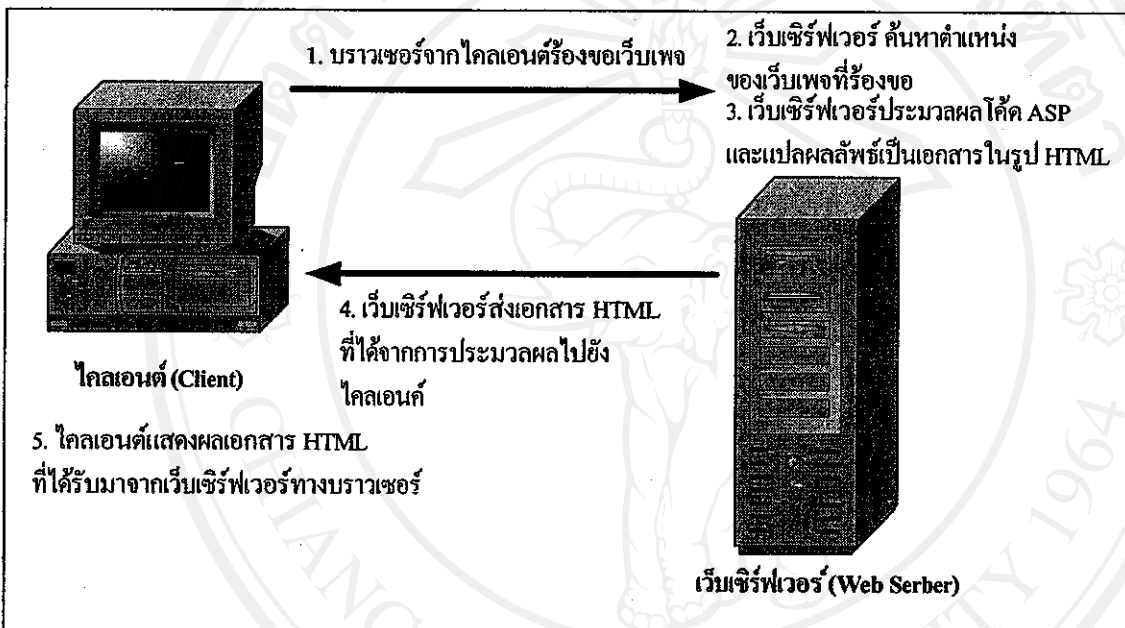 1. บราวเซอร์จากไคลเอนต์ร้องขอเว็บเพจ
2. เว็บเซิร์ฟเวอร์ ค้นหาตำแหน่ง
ของเว็บเพจที่ร้องขอ
3. เว็บเซิร์ฟเวอร์ประมวลผลโค้ด ASP
และแปลผลลัพธ์เป็นเอกสารในรูป HTML
4. เว็บเซิร์ฟเวอร์ส่งเอกสาร HTML
ที่ได้จากการประมวลผลไปยัง
ไคลเอนค์
ไคลเอนต์ (Client)
5. ไคลเอนต์แสดงผลเอกสาร HTML
ที่ได้รับมาจากเว็บเซิร์ฟเวอร์ทางบราวเซอร์
เว็บเซิร์ฟเวอร์ (Web Serber)
1964